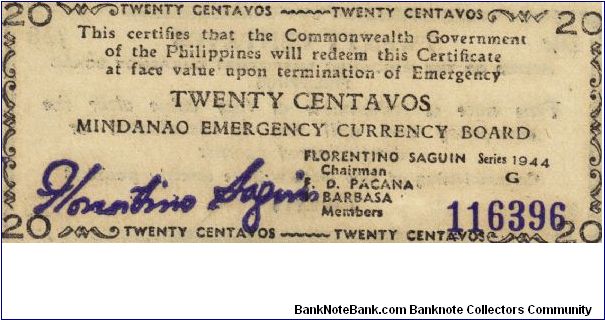 20 TWENTY CENTAVOS TWENTY CENTAVOS 20
This certifies that the Commonwealth Government
of the Philippines will redeem this Certificate
at face value upon termination of Emergency
TWENTY CENTAVOS
MINDANAO EMERGENCY CURRENCY BOARD
FLORENTINO SAGUIN Series 1944
Chairman G
D. PACANA
BARBASA
Members
Florentino Saguin
116396
20 TWENTY CENTAVOS TWENTY CENTAVOS 20
BankNoteBank.com Banknote Collectors Community